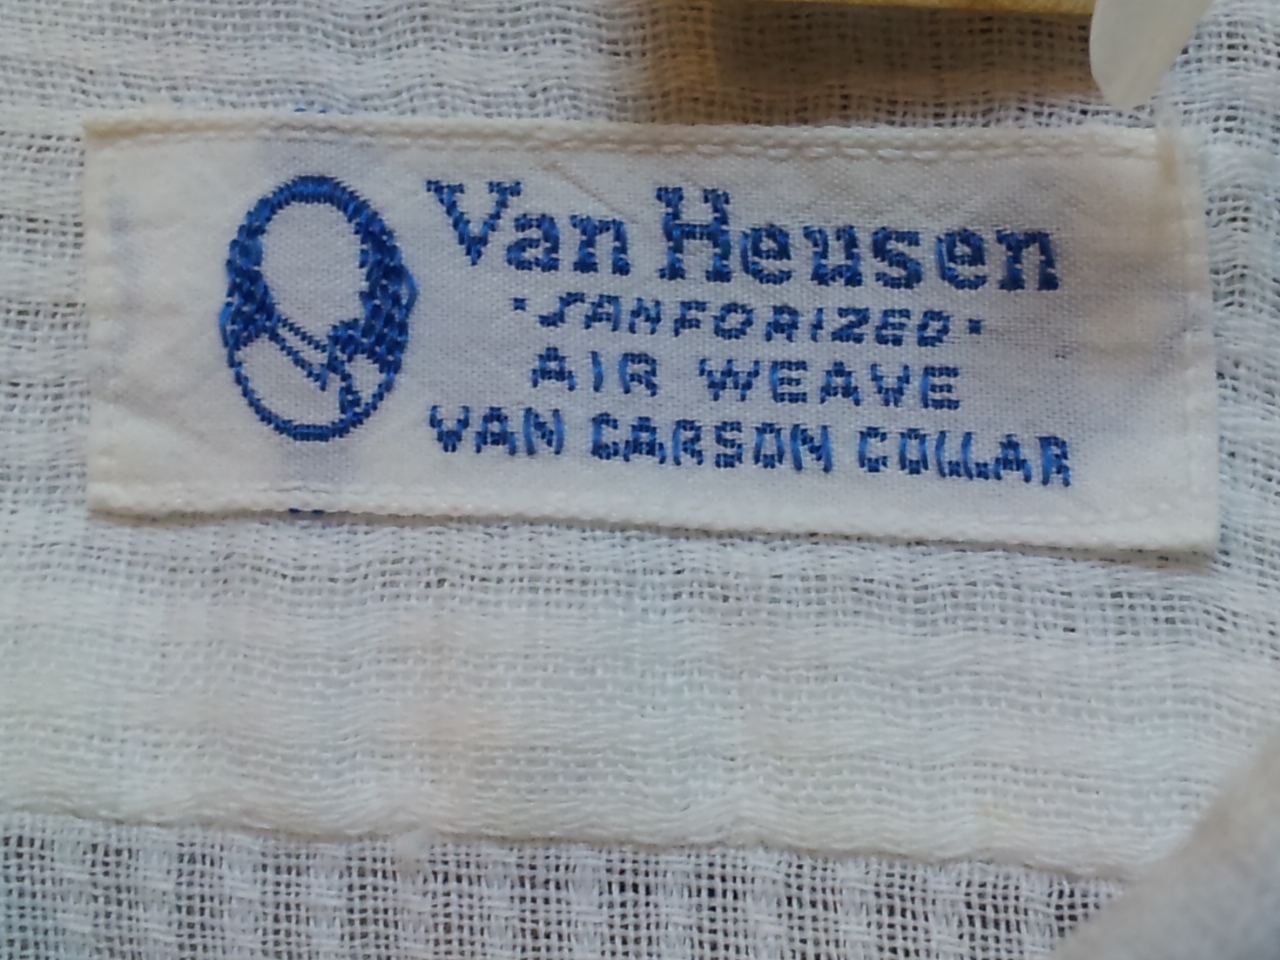 Van Heusen
·SANFORIZED·
AIR WEAVE
VAN CARSON COLLAR